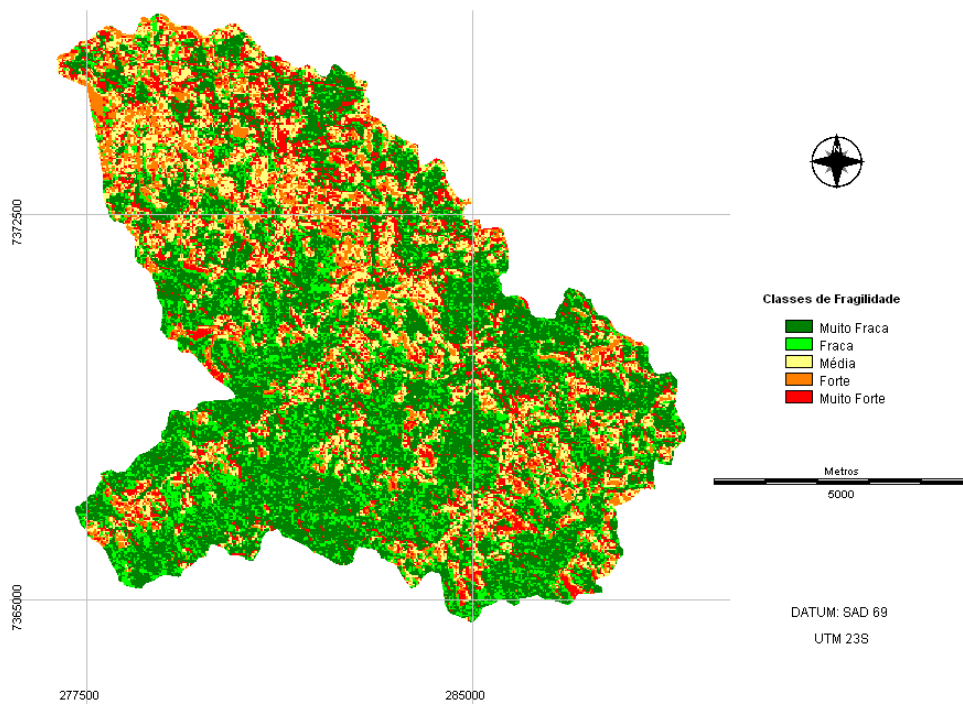 N
7372500
Classes de Fragilidade
Muito Fraca
Fraca
Média
Forte
Muito Forte
Metros
5000
7365000
DATUM: SAD 69
UTM 23S
277500
285000